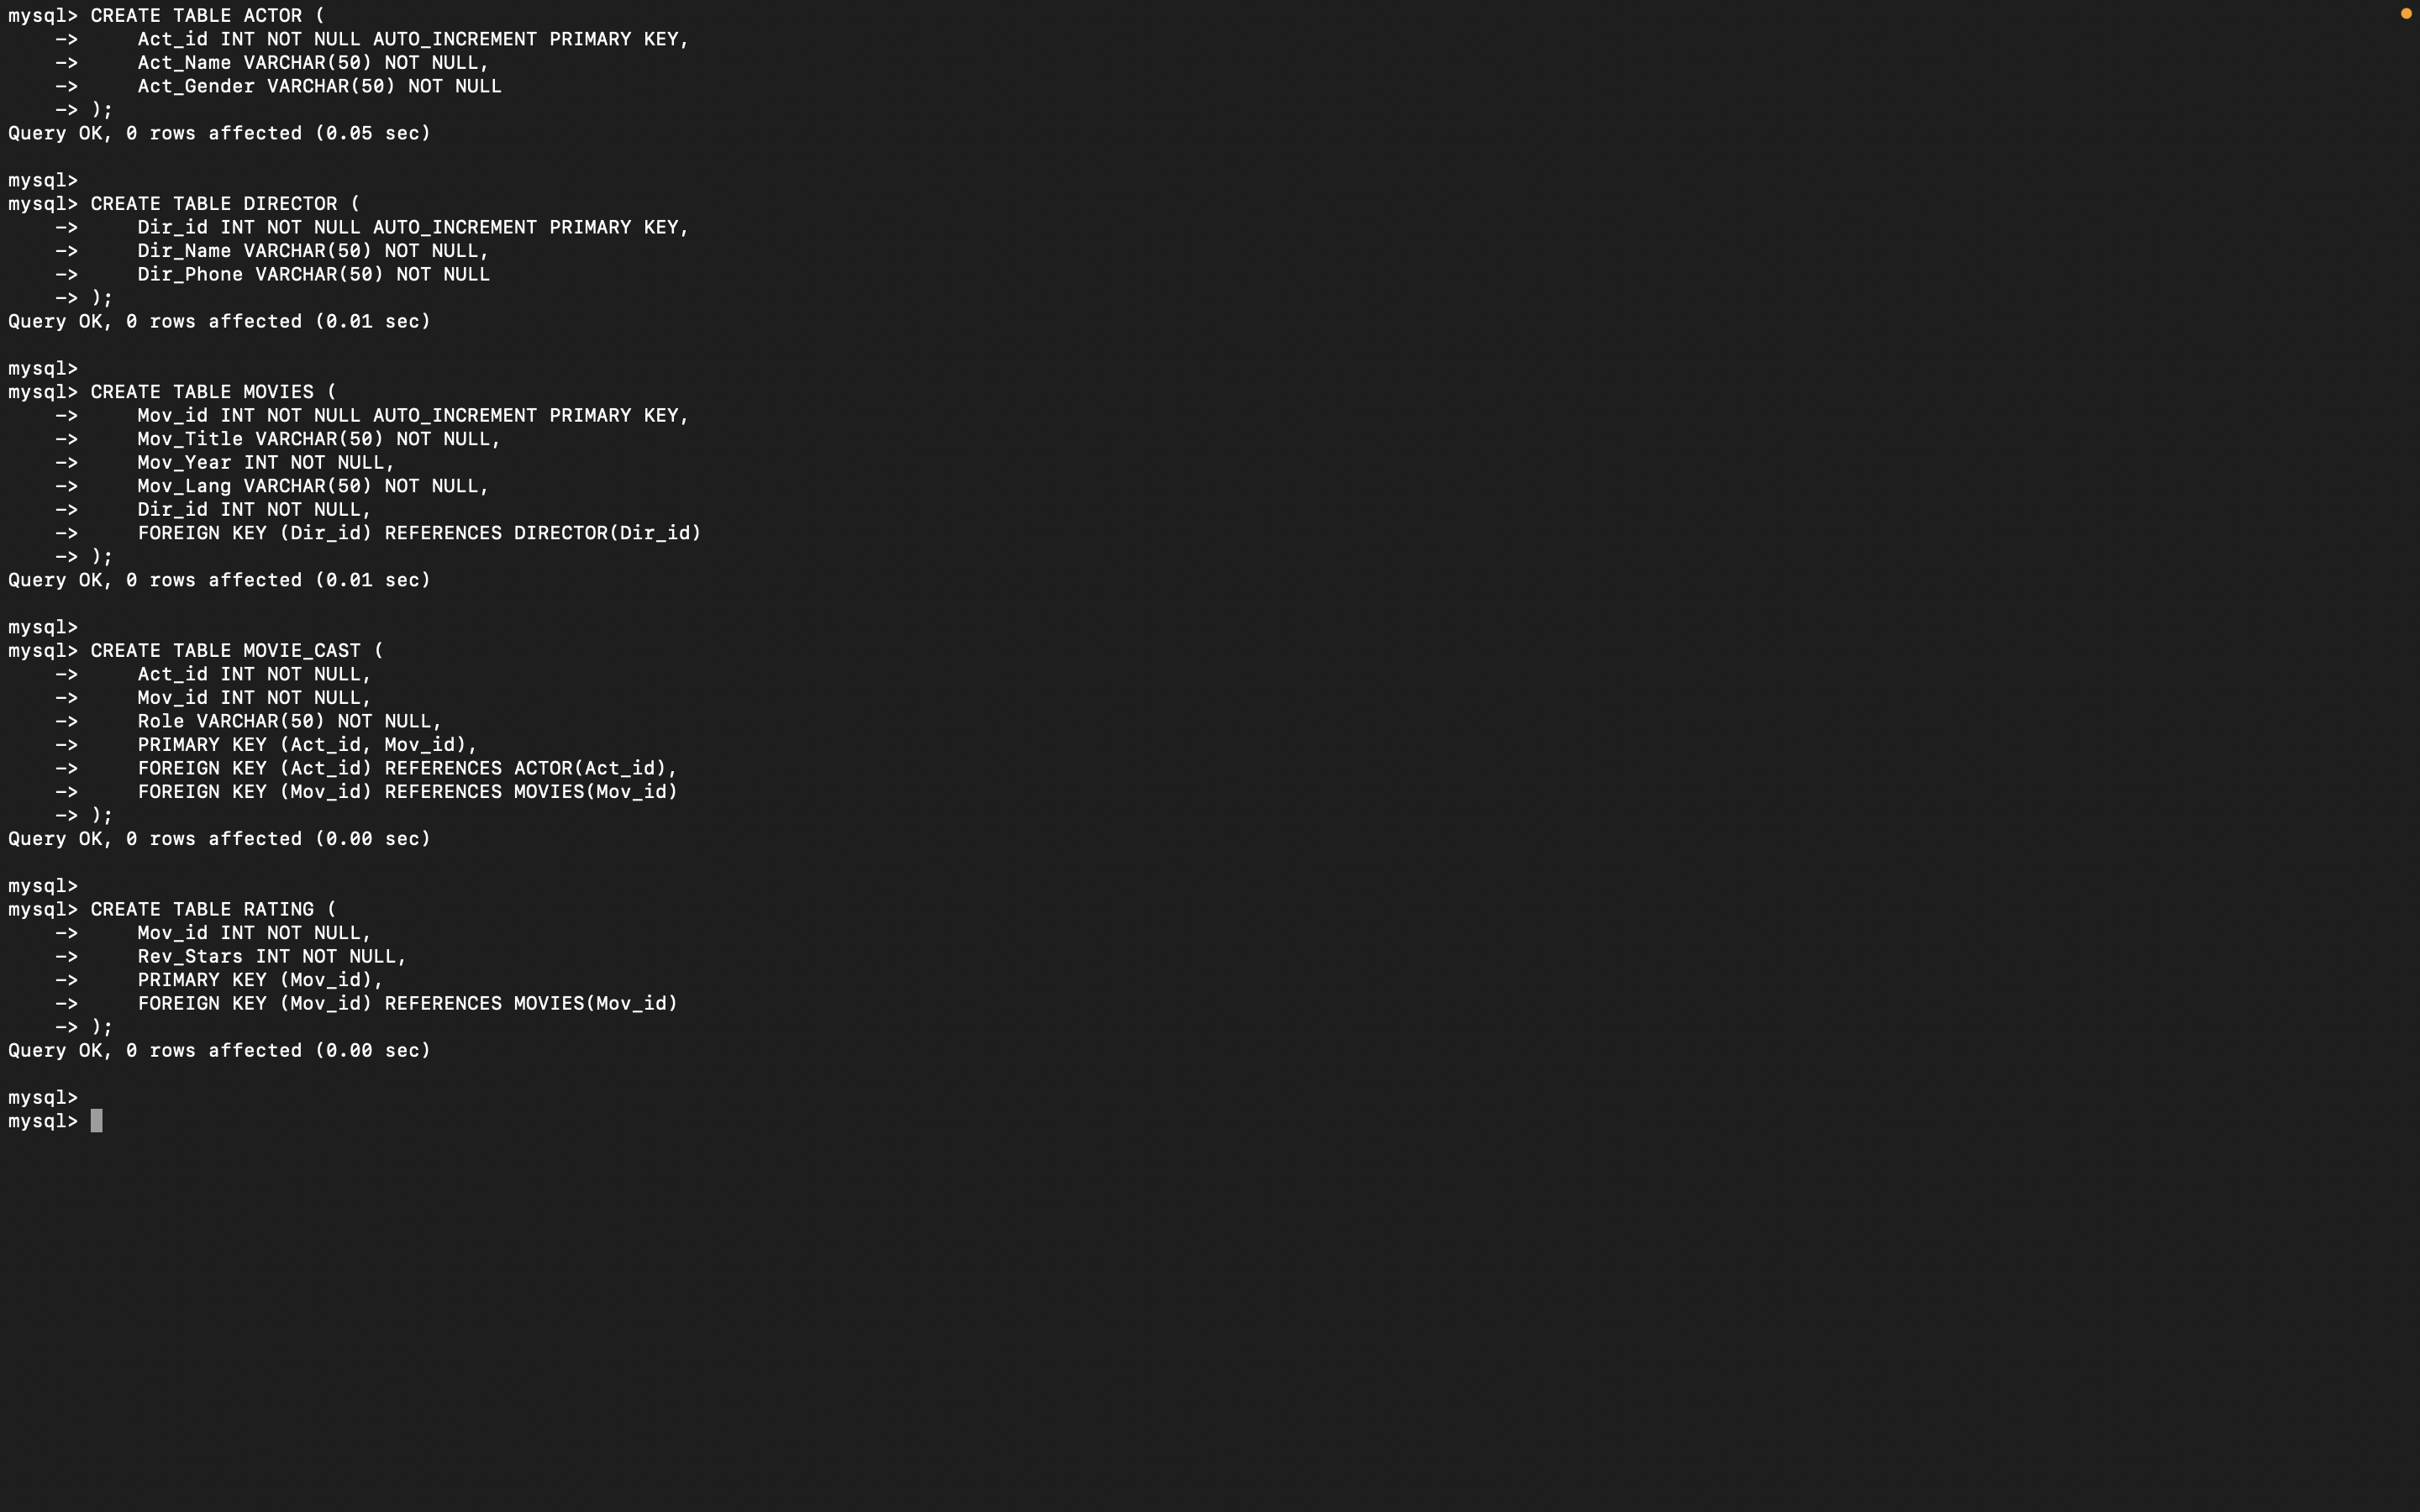 mysql> CREATE TABLE ACTOR (
    ->     Act_id INT NOT NULL AUTO_INCREMENT PRIMARY KEY,
    ->     Act_Name VARCHAR(50) NOT NULL,
    ->     Act_Gender VARCHAR(50) NOT NULL
    -> );
Query OK, 0 rows affected (0.05 sec)

mysql>
mysql> CREATE TABLE DIRECTOR (
    ->     Dir_id INT NOT NULL AUTO_INCREMENT PRIMARY KEY,
    ->     Dir_Name VARCHAR(50) NOT NULL,
    ->     Dir_Phone VARCHAR(50) NOT NULL
    -> );
Query OK, 0 rows affected (0.01 sec)

mysql>
mysql> CREATE TABLE MOVIES (
    ->     Mov_id INT NOT NULL AUTO_INCREMENT PRIMARY KEY,
    ->     Mov_Title VARCHAR(50) NOT NULL,
    ->     Mov_Year INT NOT NULL,
    ->     Mov_Lang VARCHAR(50) NOT NULL,
    ->     Dir_id INT NOT NULL,
    ->     FOREIGN KEY (Dir_id) REFERENCES DIRECTOR(Dir_id)
    -> );
Query OK, 0 rows affected (0.01 sec)

mysql>
mysql> CREATE TABLE MOVIE_CAST (
    ->     Act_id INT NOT NULL,
    ->     Mov_id INT NOT NULL,
    ->     Role VARCHAR(50) NOT NULL,
    ->     PRIMARY KEY (Act_id, Mov_id),
    ->     FOREIGN KEY (Act_id) REFERENCES ACTOR(Act_id),
    ->     FOREIGN KEY (Mov_id) REFERENCES MOVIES(Mov_id)
    -> );
Query OK, 0 rows affected (0.00 sec)

mysql>
mysql> CREATE TABLE RATING (
    ->     Mov_id INT NOT NULL,
    ->     Rev_Stars INT NOT NULL,
    ->     PRIMARY KEY (Mov_id),
    ->     FOREIGN KEY (Mov_id) REFERENCES MOVIES(Mov_id)
    -> );
Query OK, 0 rows affected (0.00 sec)

mysql>
mysql>